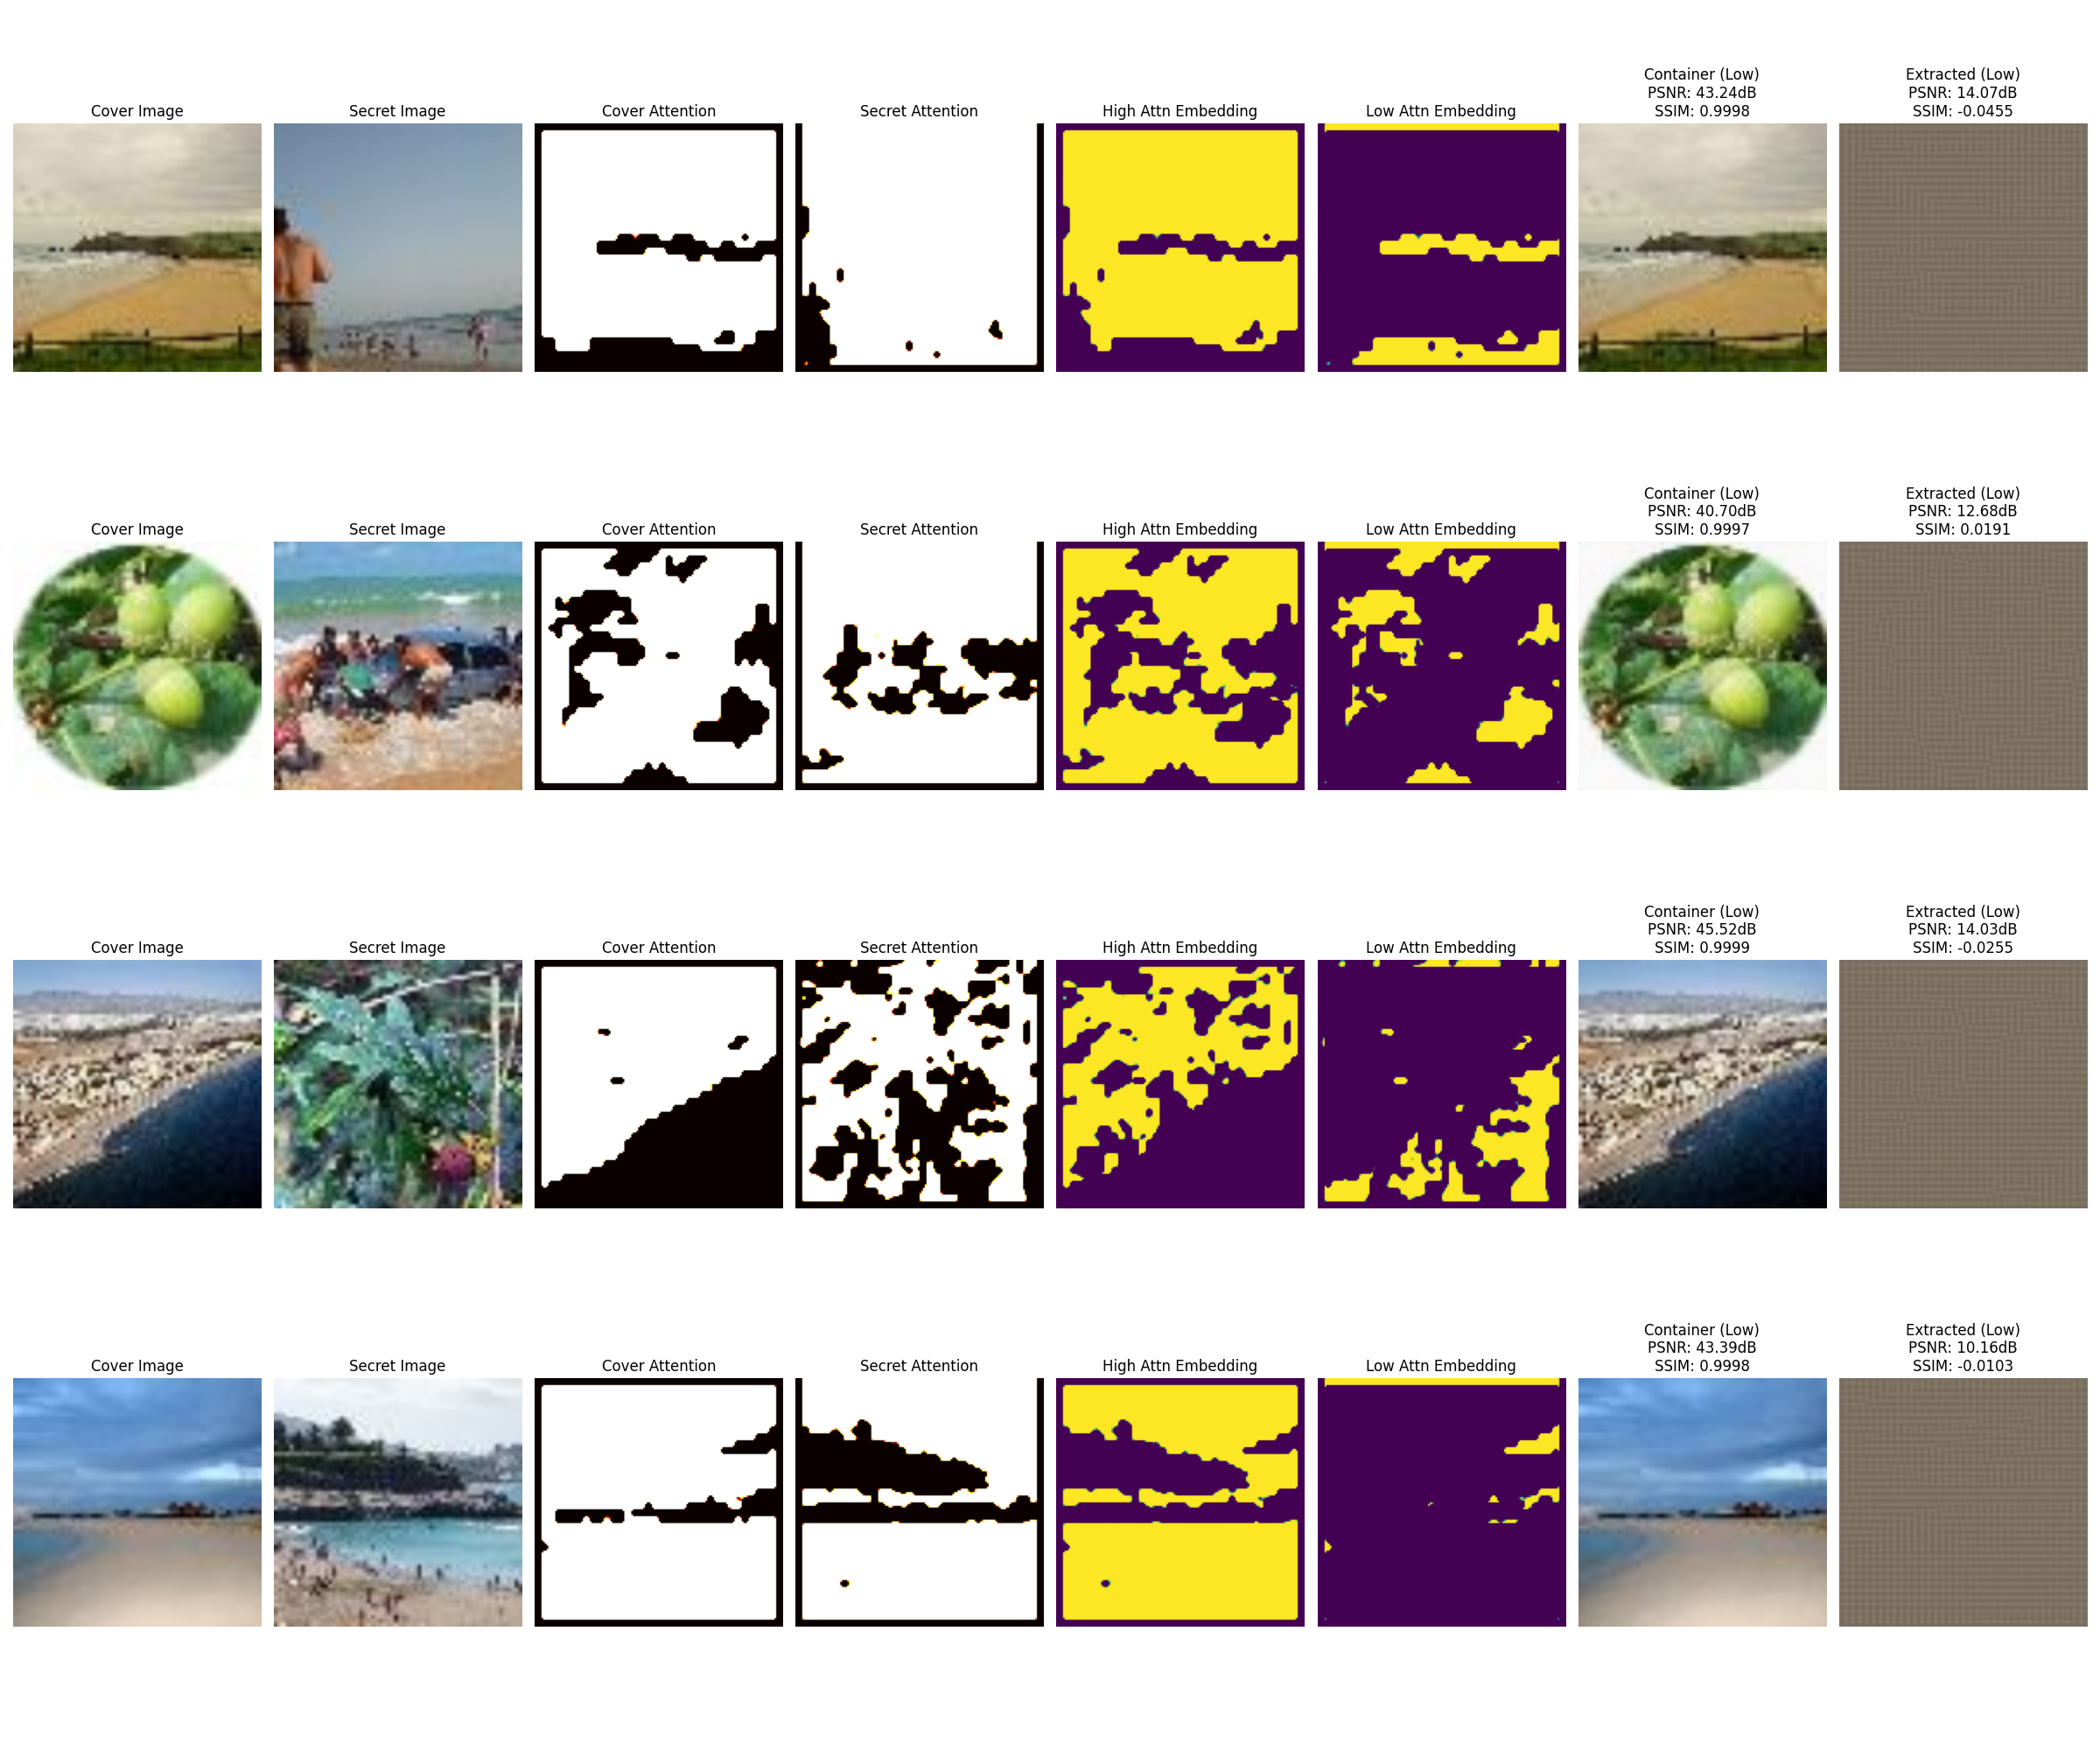 Cover Image
Secret Image
Cover Attention
Secret Attention
High Attn Embedding
Low Attn Embedding
Container (Low)
PSNR: 43.24dB
SSIM: 0.9998
Extracted (Low)
PSNR: 14.07dB
SSIM: -0.0455
Cover Image
Secret Image
Cover Attention
Secret Attention
High Attn Embedding
Low Attn Embedding
Container (Low)
PSNR: 40.70dB
SSIM: 0.9997
Extracted (Low)
PSNR: 12.68dB
SSIM: 0.0191
Cover Image
Secret Image
Cover Attention
Secret Attention
High Attn Embedding
Low Attn Embedding
Container (Low)
PSNR: 45.52dB
SSIM: 0.9999
Extracted (Low)
PSNR: 14.03dB
SSIM: -0.0255
Cover Image
Secret Image
Cover Attention
Secret Attention
High Attn Embedding
Low Attn Embedding
Container (Low)
PSNR: 43.39dB
SSIM: 0.9998
Extracted (Low)
PSNR: 10.16dB
SSIM: -0.0103